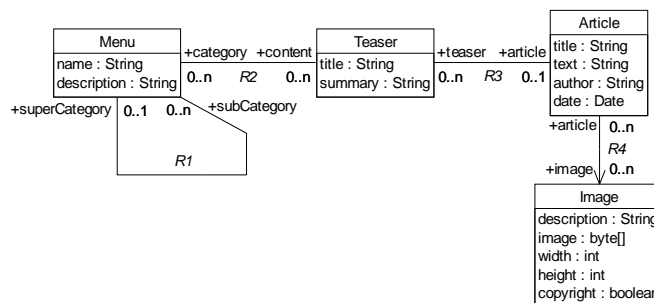 Menu
name : String
description : String
+category
+content
0..n
R2
0..n
Teaser
title : String
summary : String
+teaser
+article
0..n
R3
0..1
Article
title : String
text : String
author : String
date : Date
+superCategory
0..1
0..n
+subCategory
R1
+article
0..n
R4
+image
0..n
Image
description : String
image : byte[]
width : int
height : int
copyright : boolean